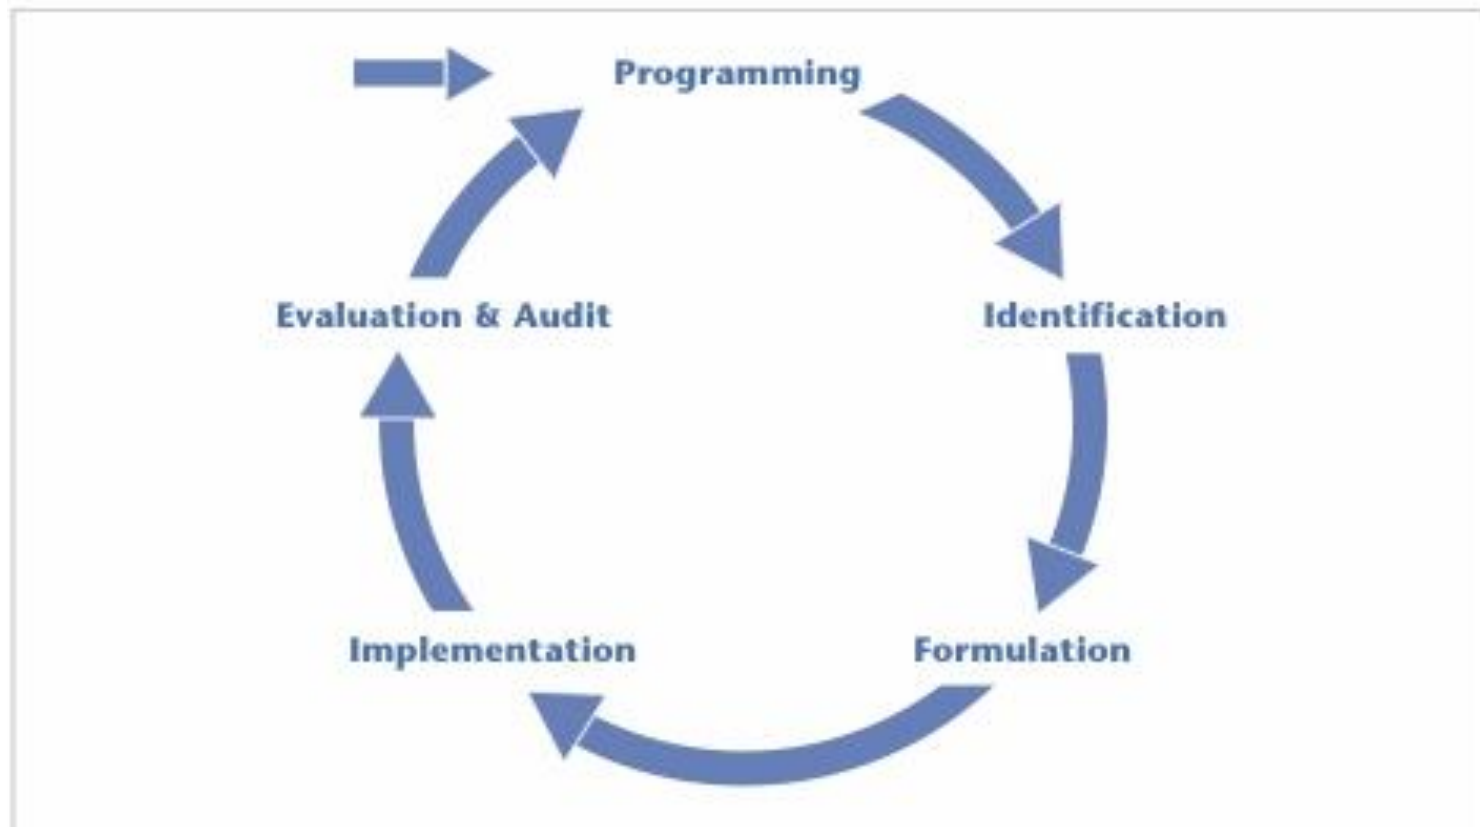 Programming
Identification
Formulation
Implementation
Evaluation & Audit